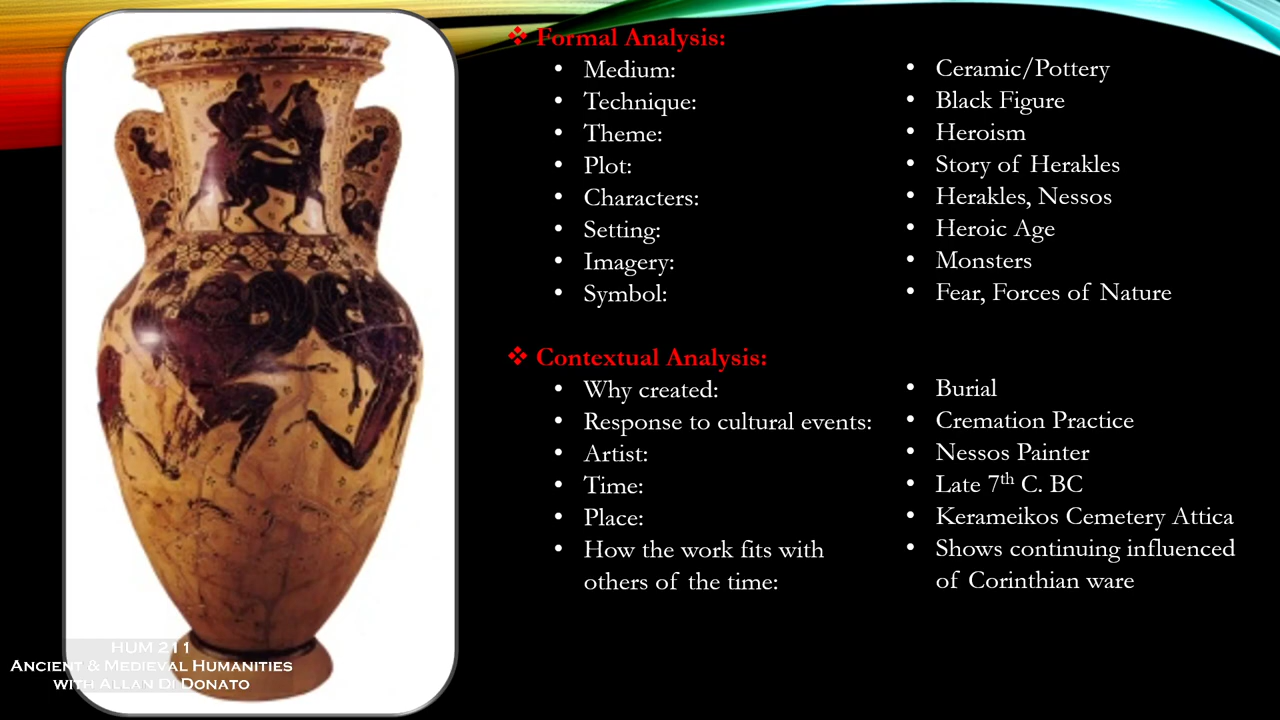 ❖ Formal Analysis:
• Medium: • Ceramic/Pottery
• Technique: • Black Figure
• Theme: • Heroism
• Plot: • Story of Herakles
• Characters: • Herakles, Nessos
• Setting: • Heroic Age
• Imagery: • Monsters
• Symbol: • Fear, Forces of Nature
❖ Contextual Analysis:
• Why created: • Burial
• Response to cultural events: • Cremation Practice
• Artist: • Nessos Painter
• Time: • Late 7th C. BC
• Place: • Kerameikos Cemetery Attica
• How the work fits with • Shows continuing influenced
others of the time: of Corinthian ware
HUM 211
Ancient & Medieval Humanities
with Allan Di Donato